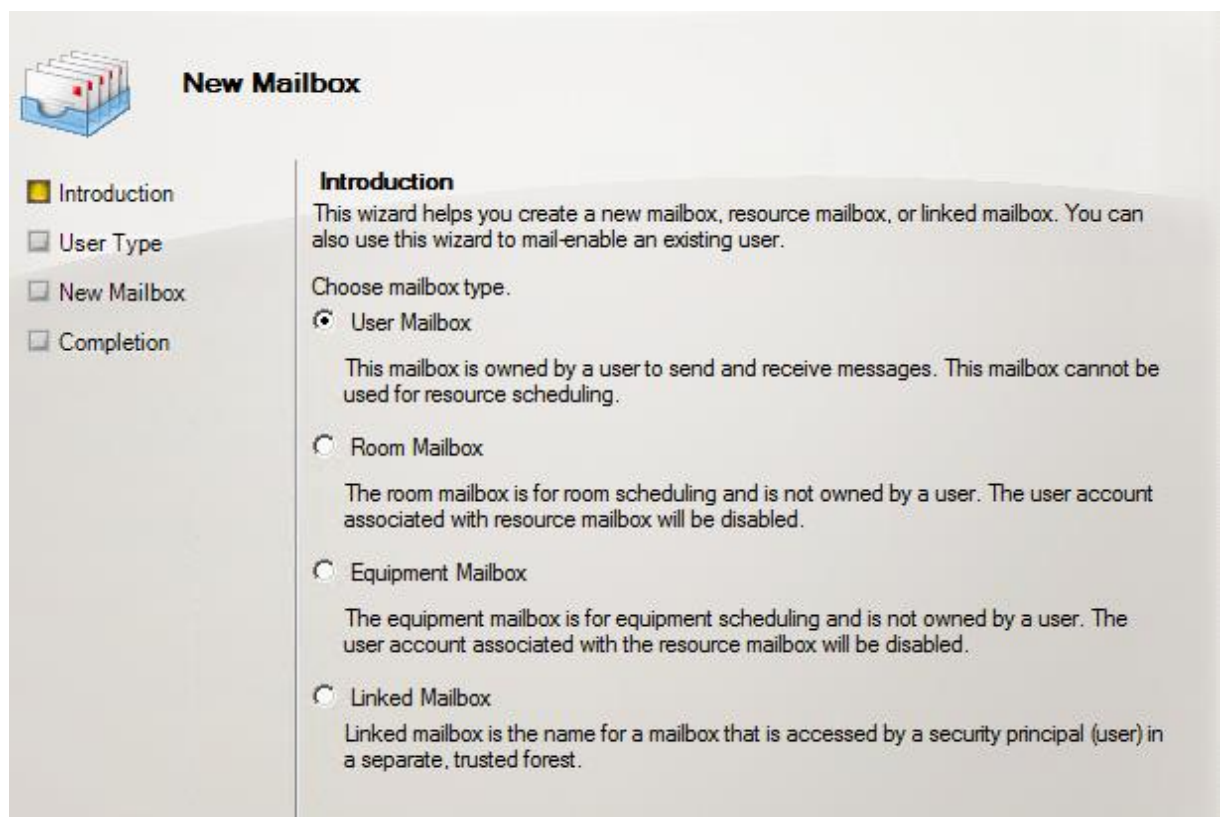 New Mailbox
Introduction
User Type
New Mailbox
Completion
Introduction
This wizard helps you create a new mailbox, resource mailbox, or linked mailbox. You can
also use this wizard to mail-enable an existing user.
Choose mailbox type.
User Mailbox
This mailbox is owned by a user to send and receive messages. This mailbox cannot be
used for resource scheduling.
Room Mailbox
The room mailbox is for room scheduling and is not owned by a user. The user account
associated with resource mailbox will be disabled.
Equipment Mailbox
The equipment mailbox is for equipment scheduling and is not owned by a user. The
user account associated with the resource mailbox will be disabled.
Linked Mailbox
Linked mailbox is the name for a mailbox that is accessed by a security principal (user) in
a separate, trusted forest.